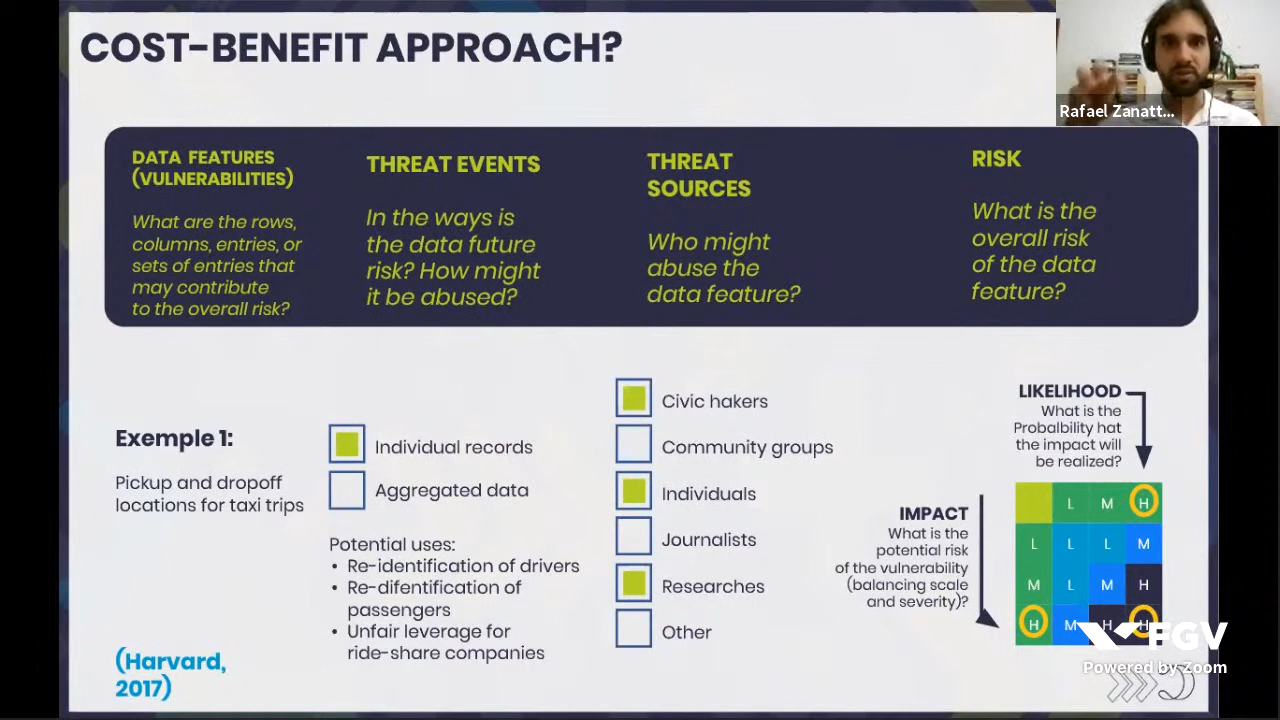 COST-BENEFIT APPROACH?
Rafael Zanatt...
DATA FEATURES
(VULNERABILITIES)
What are the rows,
columns, entries, or
sets of entries that
may contribute
to the overall risk?
THREAT EVENTS
In the ways is
the data future
risk? How might
it be abused?
THREAT
SOURCES
Who might
abuse the
data feature?
RISK
What is the
overall risk
of the data
feature?
Exemple 1:
Pickup and dropoff
locations for taxi trips
Individual records
Aggregated data
Potential uses:
• Re-identification of drivers
• Re-difentification of
passengers
• Unfair leverage for
ride-share companies
Civic hakers
Community groups
Individuals
Journalists
Researches
Other
LIKELIHOOD
What is the
Probalbility hat
the impact will
be realized?
IMPACT
What is the
potential risk
of the vulnerability
(balancing scale
and severity)?
L M H
L L L M
M L M H
H M H H
(Harvard,
2017)
FGV
Powered by Zoom